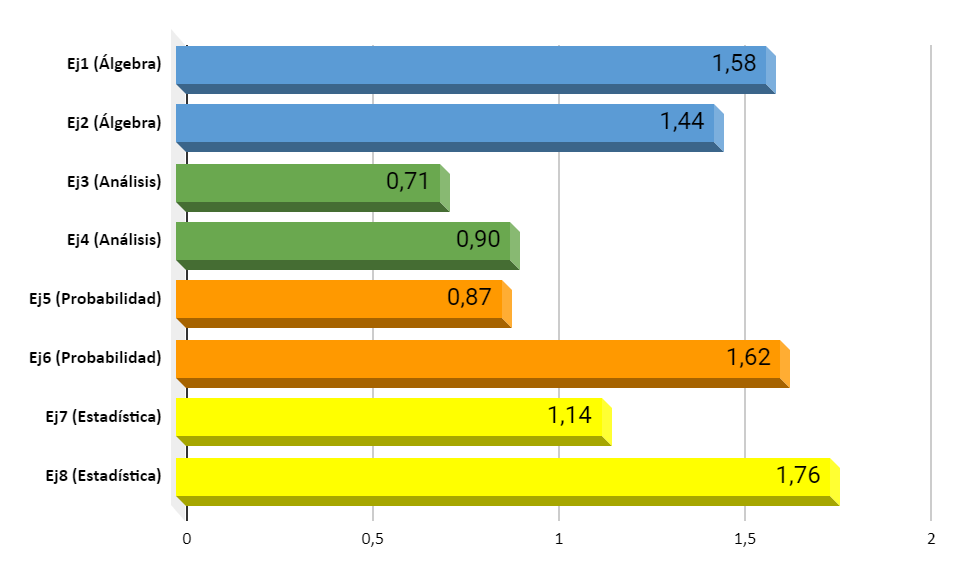 Ej1 (Álgebra) 1,58
Ej2 (Álgebra) 1,44
Ej3 (Análisis) 0,71
Ej4 (Análisis) 0,90
Ej5 (Probabilidad) 0,87
Ej6 (Probabilidad) 1,62
Ej7 (Estadística) 1,14
Ej8 (Estadística) 1,76
0 0,5 1 1,5 2